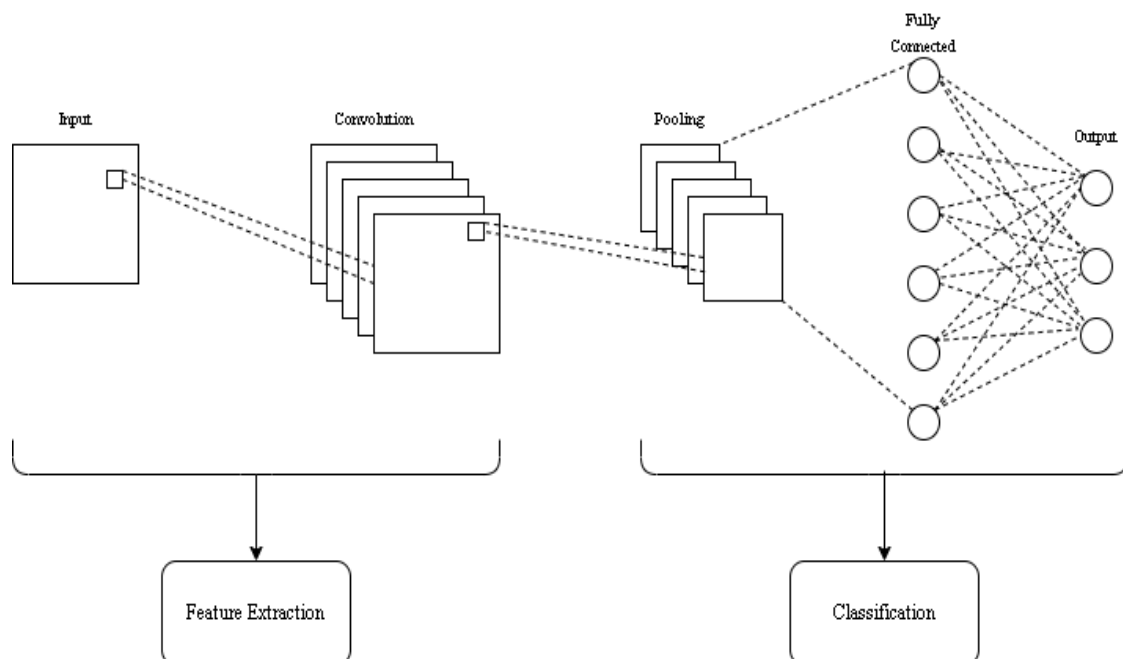 Fully
Connected
Input
Convolution
Pooling
Output
Feature Extraction
Classification